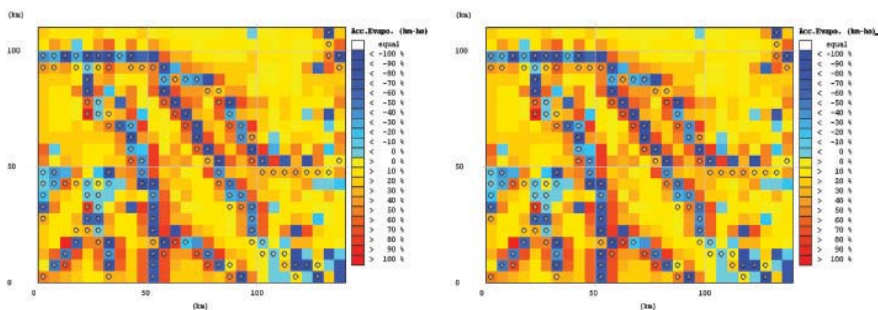 (km)
Acc.Evapo. (km-ho)
equal
< -100 %
< -90 %
< -80 %
< -70 %
< -60 %
< -50 %
< -40 %
< -30 %
< -20 %
< -10 %
< 0 %
> 0 %
> 10 %
> 20 %
> 30 %
> 40 %
> 50 %
> 60 %
> 70 %
> 80 %
> 90 %
> 100 %
100
50
0
0
50
100
(km)
(km)
Acc.Evapo. (km-ho)_
equal
< -100 %
< -90 %
< -80 %
< -70 %
< -60 %
< -50 %
< -40 %
< -30 %
< -20 %
< -10 %
< 0 %
> 0 %
> 10 %
> 20 %
> 30 %
> 40 %
> 50 %
> 60 %
> 70 %
> 80 %
> 90 %
> 100 %
100
50
0
0
50
100
(km)